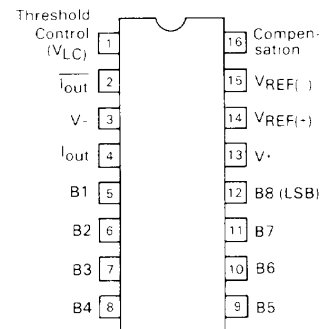 Threshold
Control
(VLC)
1
16
Compen-
sation
Iout
2
15
VREF(-)
V-
3
14
VREF(+)
Iout
4
13
V+
B1
5
12
B8 (LSB)
B2
6
11
B7
B3
7
10
B6
B4
8
9
B5